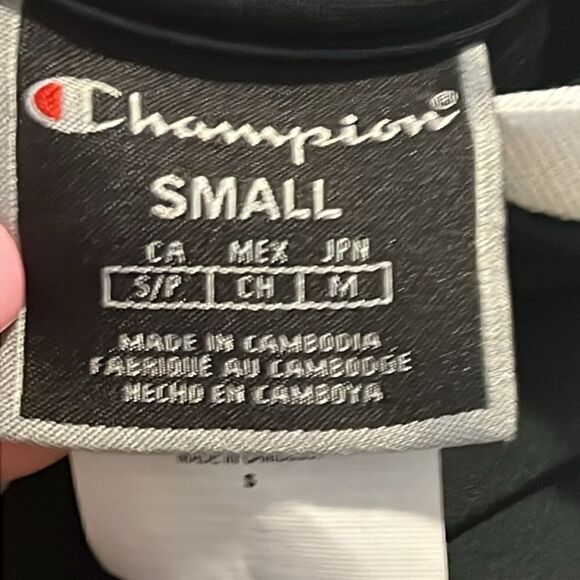 Champion®
SMALL
CA MEX JPN
S/P CH M
MADE IN CAMBODIA
FABRIQUÉ AU CAMBODGE
HECHO EN CAMBOYA
S